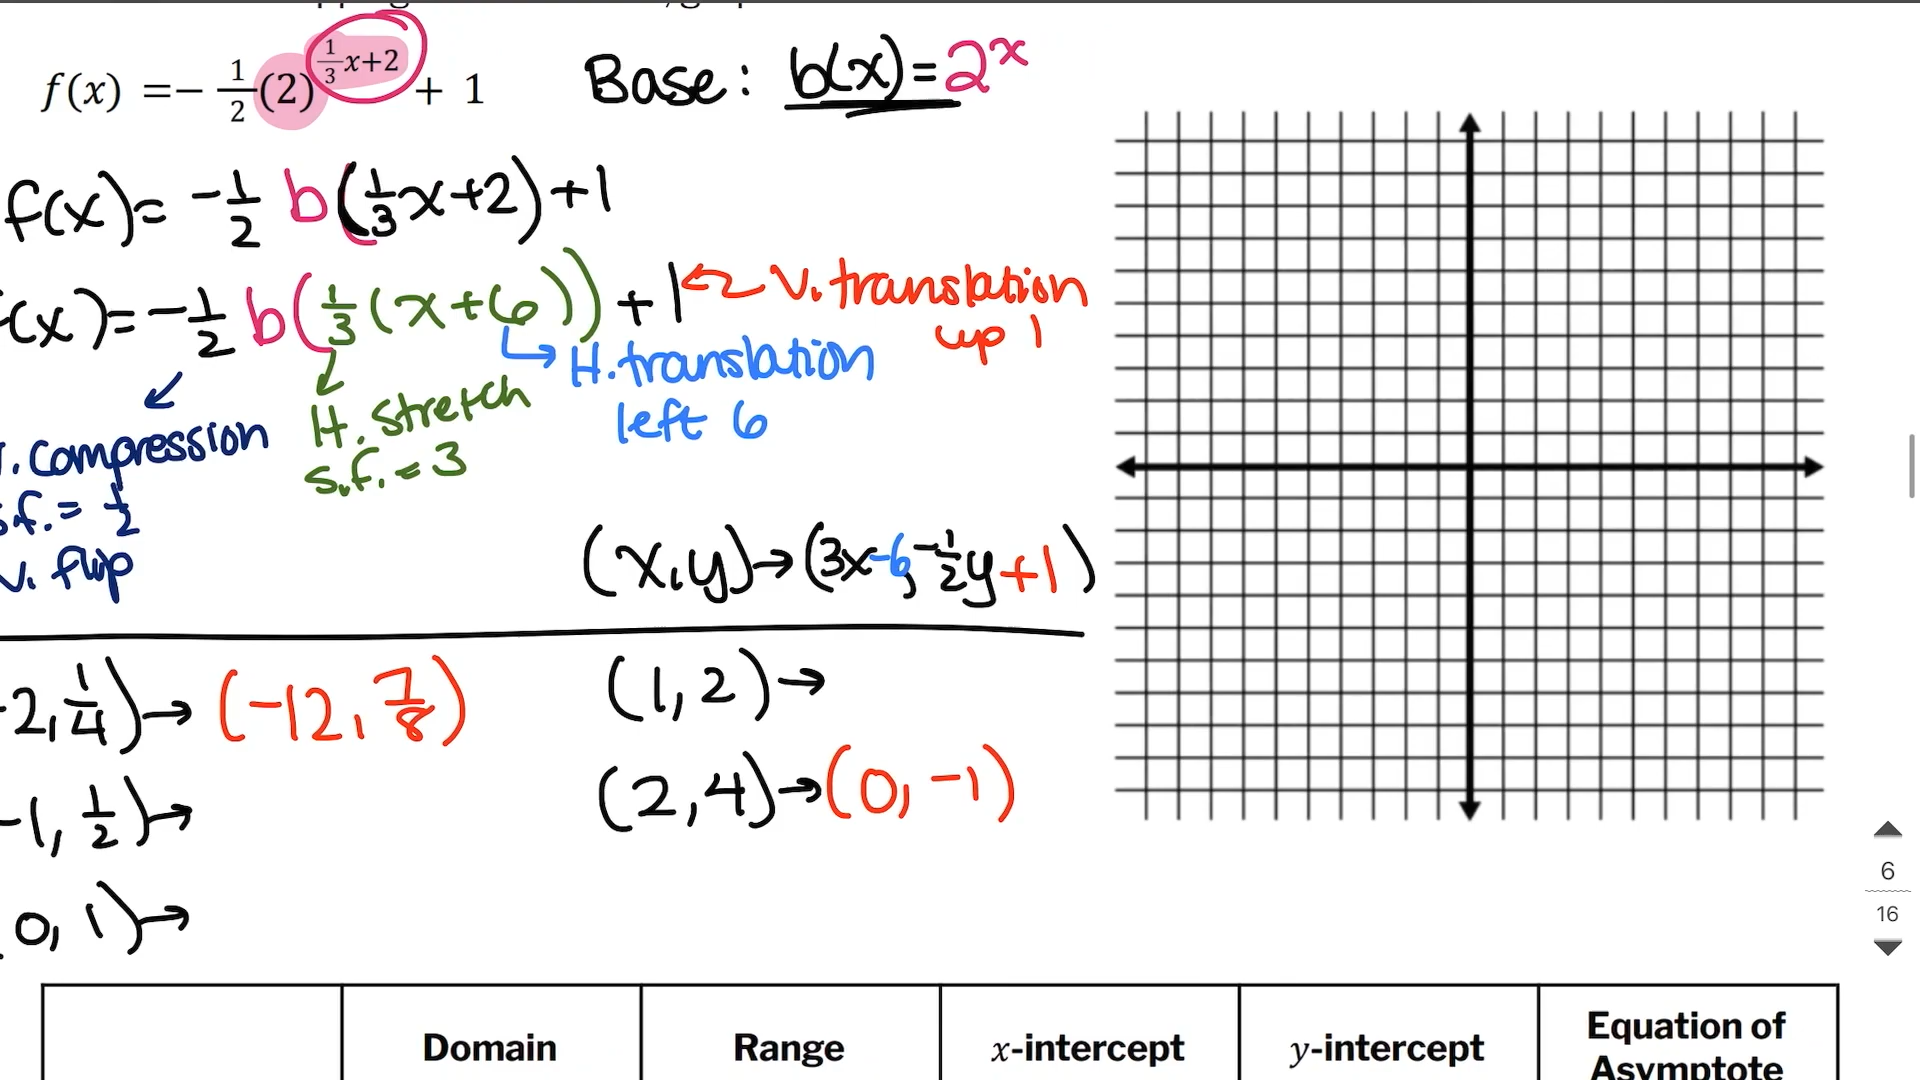 f(x) =− 1/2 (2)^(1/3 x+2) + 1
Base: b(x)=2^x
f(x)= -1/2 b(1/3x+2)+1
(x)=-1/2 b(1/3(x+6))+1
← V. translation
up 1
H. translation
left 6
H. stretch
s.f. = 3
. compression
s.f. = 1/2
V. flip
(x,y)→(3x-6,-1/2y+1)
-2, 1/4)→(-12, 7/8)
(1,2)→
-1, 1/2)→
(2,4)→(0,-1)
0, 1)→
6
16
Domain
Range
x-intercept
y-intercept
Equation of
Asymptote